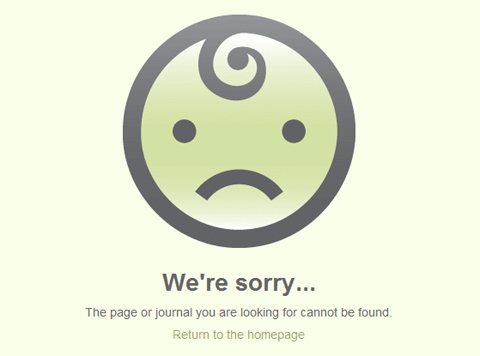 We're sorry...
The page or journal you are looking for cannot be found.
Return to the homepage